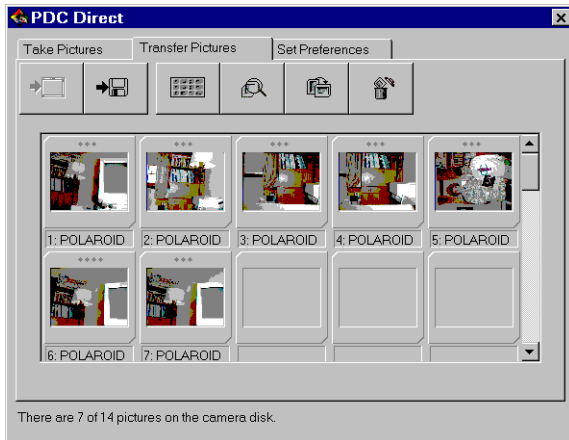 PDC Direct
Take Pictures Transfer Pictures Set Preferences
1: POLAROID 2: POLAROID 3: POLAROID 4: POLAROID 5: POLAROID
6: POLAROID 7: POLAROID
There are 7 of 14 pictures on the camera disk.